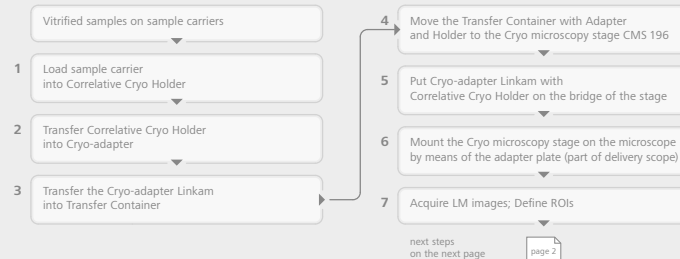 Vitrified samples on sample carriers
1 Load sample carrier
into Correlative Cryo Holder
2 Transfer Correlative Cryo Holder
into Cryo-adapter
3 Transfer the Cryo-adapter Linkam
into Transfer Container
4 Move the Transfer Container with Adapter
and Holder to the Cryo microscopy stage CMS 196
5 Put Cryo-adapter Linkam with
Correlative Cryo Holder on the bridge of the stage
6 Mount the Cryo microscopy stage on the microscope
by means of the adapter plate (part of delivery scope)
7 Acquire LM images; Define ROIs
next steps
on the next page
page 2